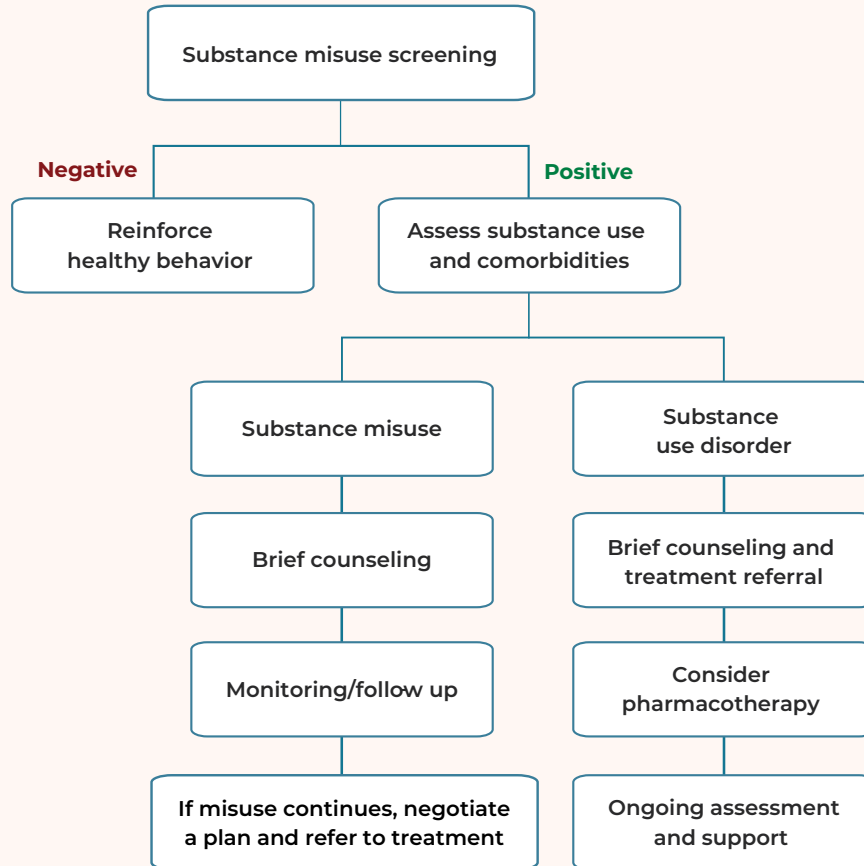 Substance misuse screening
Negative
Positive
Reinforce
healthy behavior
Assess substance use
and comorbidities
Substance misuse
Substance
use disorder
Brief counseling
Brief counseling and
treatment referral
Monitoring/follow up
Consider
pharmacotherapy
If misuse continues, negotiate
a plan and refer to treatment
Ongoing assessment
and support